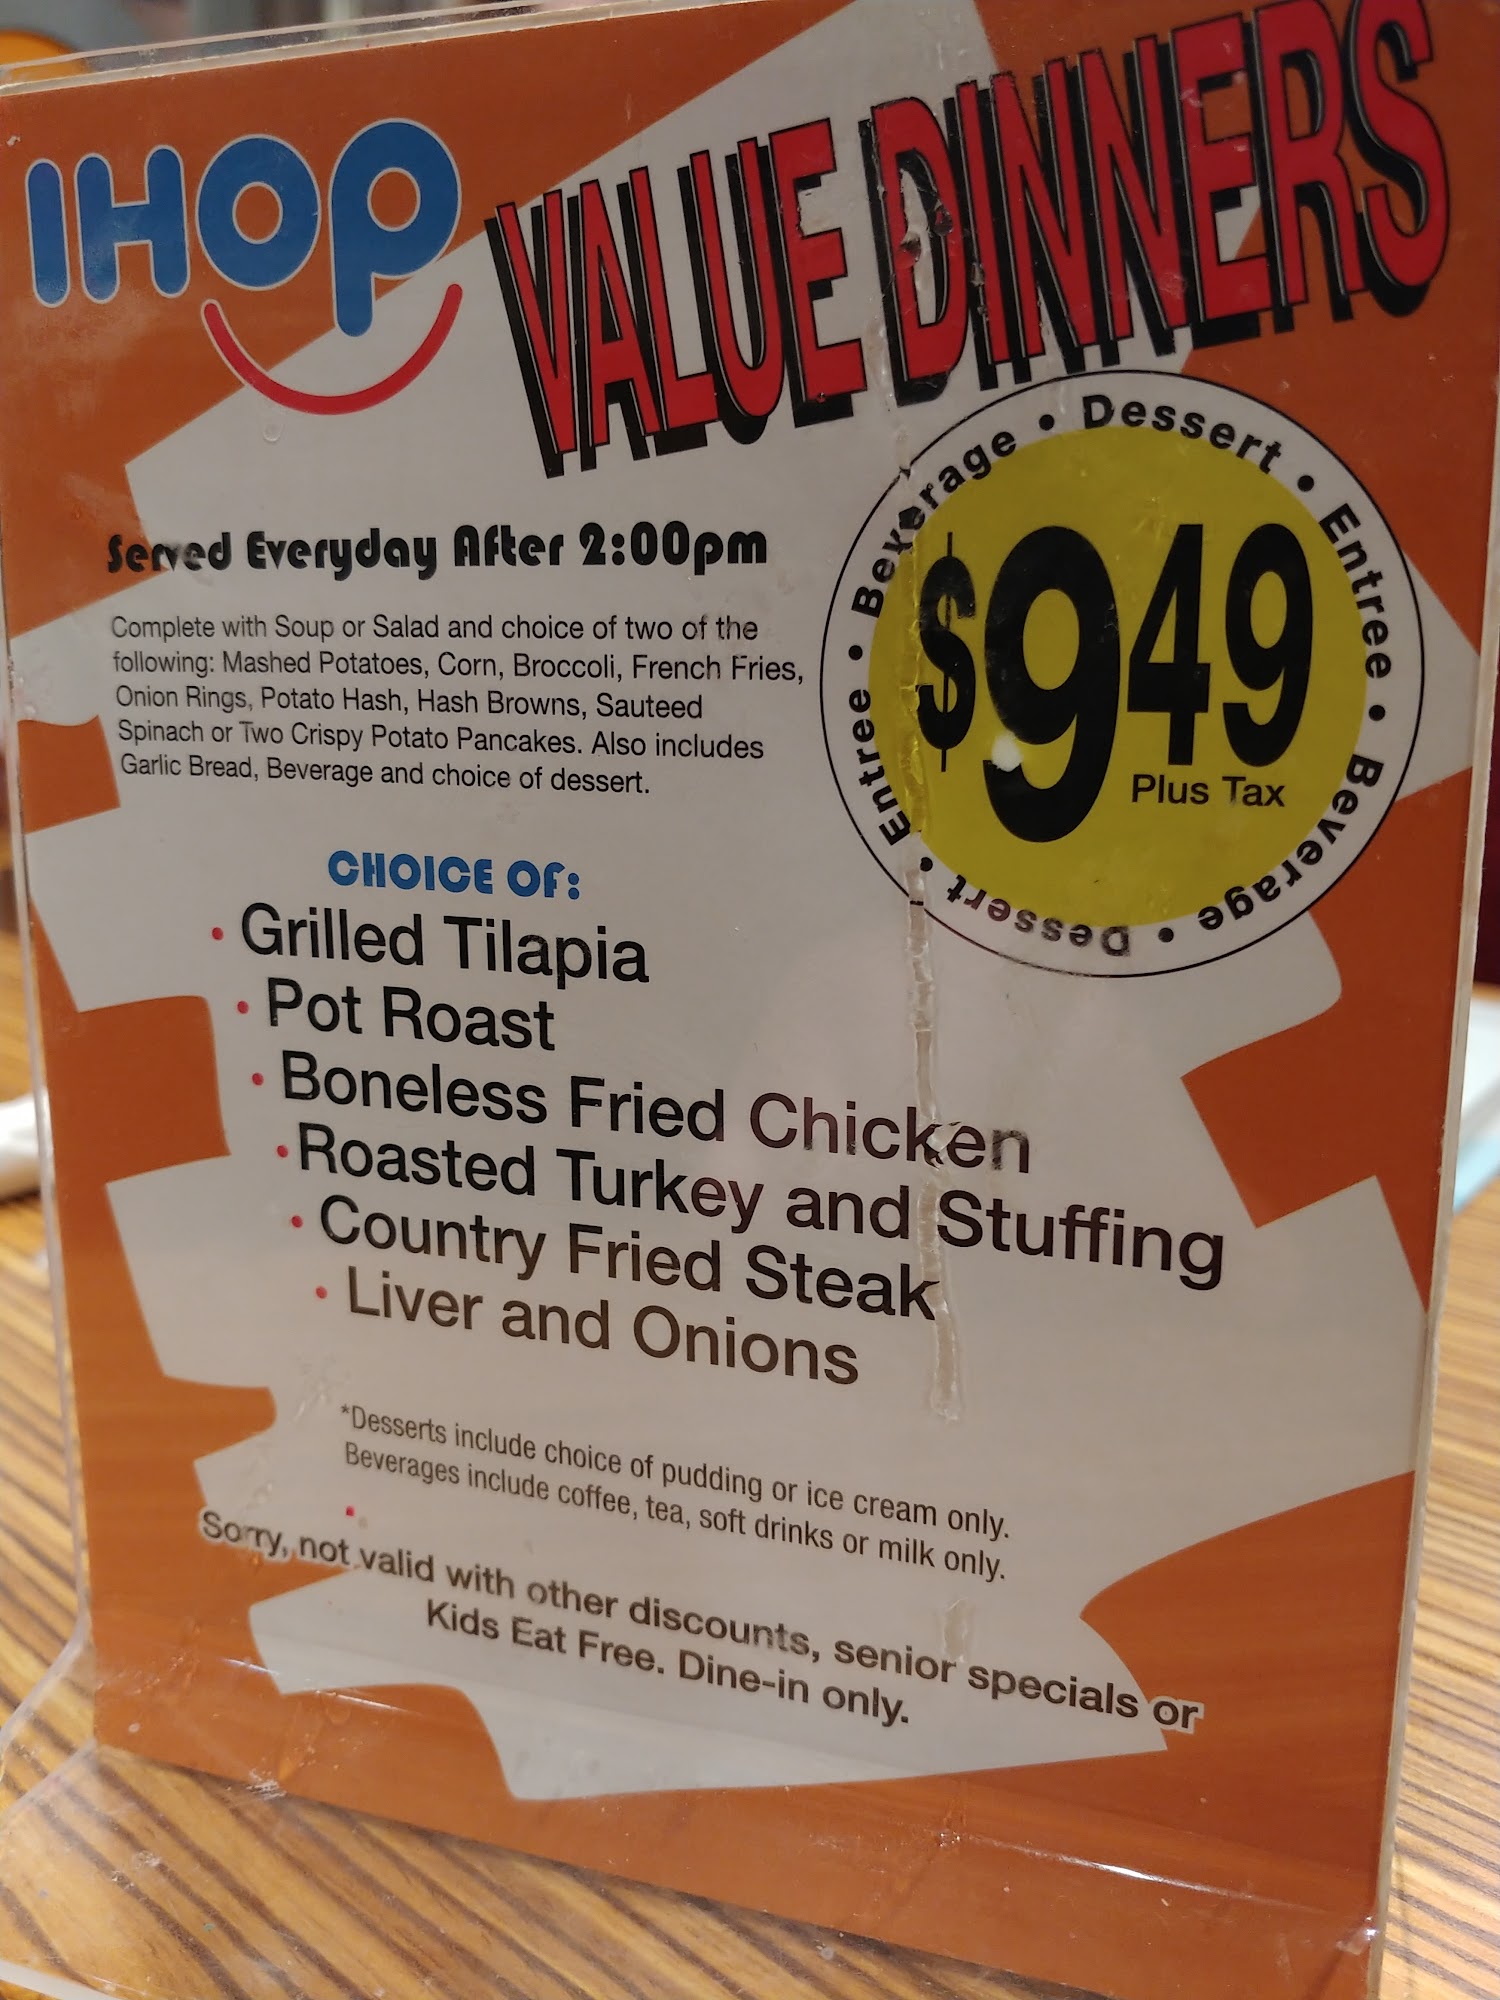 IHOP
VALUE DINNERS
Served Everyday After 2:00pm
Complete with Soup or Salad and choice of two of the
following: Mashed Potatoes, Corn, Broccoli, French Fries,
Onion Rings, Potato Hash, Hash Browns, Sauteed
Spinach or Two Crispy Potato Pancakes. Also includes
Garlic Bread, Beverage and choice of dessert.
Beverage • Dessert • Entree • Beverage • Dessert • Entree •
$949
Plus Tax
CHOICE OF:
• Grilled Tilapia
• Pot Roast
• Boneless Fried Chicken
• Roasted Turkey and Stuffing
• Country Fried Steak
• Liver and Onions
*Desserts include choice of pudding or ice cream only.
Beverages include coffee, tea, soft drinks or milk only.
Sorry, not valid with other discounts, senior specials or
Kids Eat Free. Dine-in only.